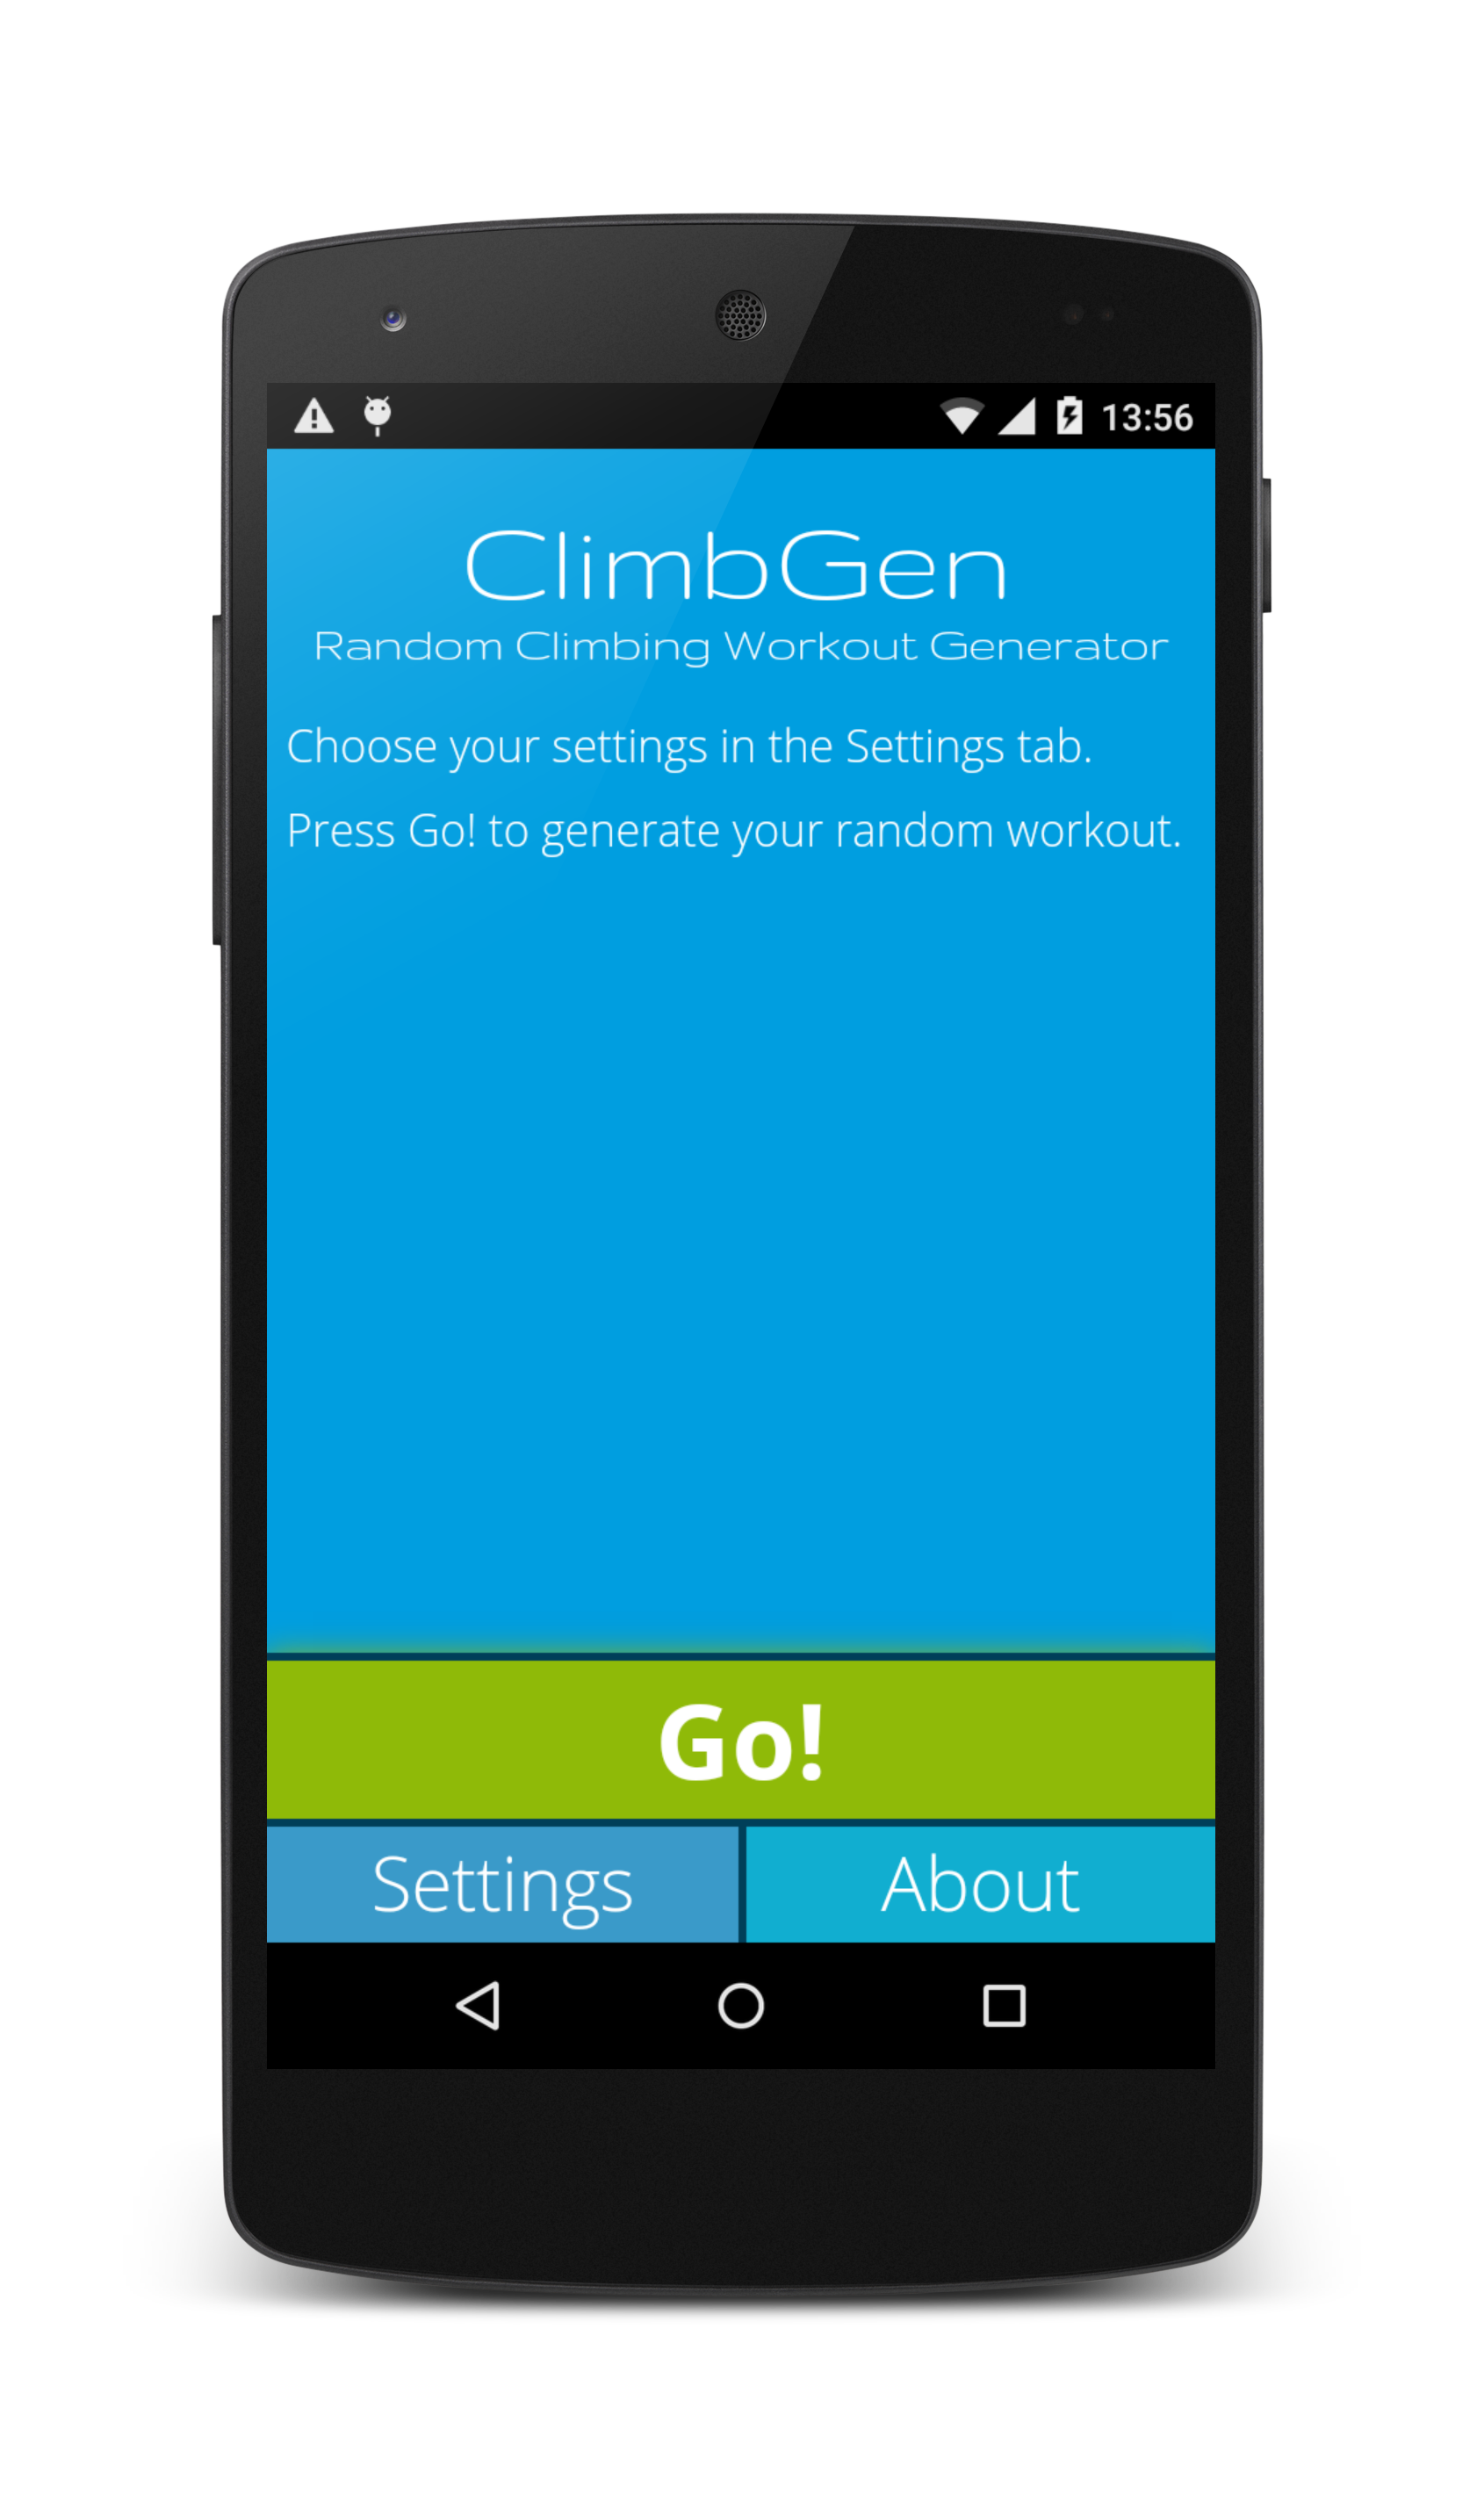 13:56
ClimbGen
Random Climbing Workout Generator
Choose your settings in the Settings tab.
Press Go! to generate your random workout.
Go!
Settings About